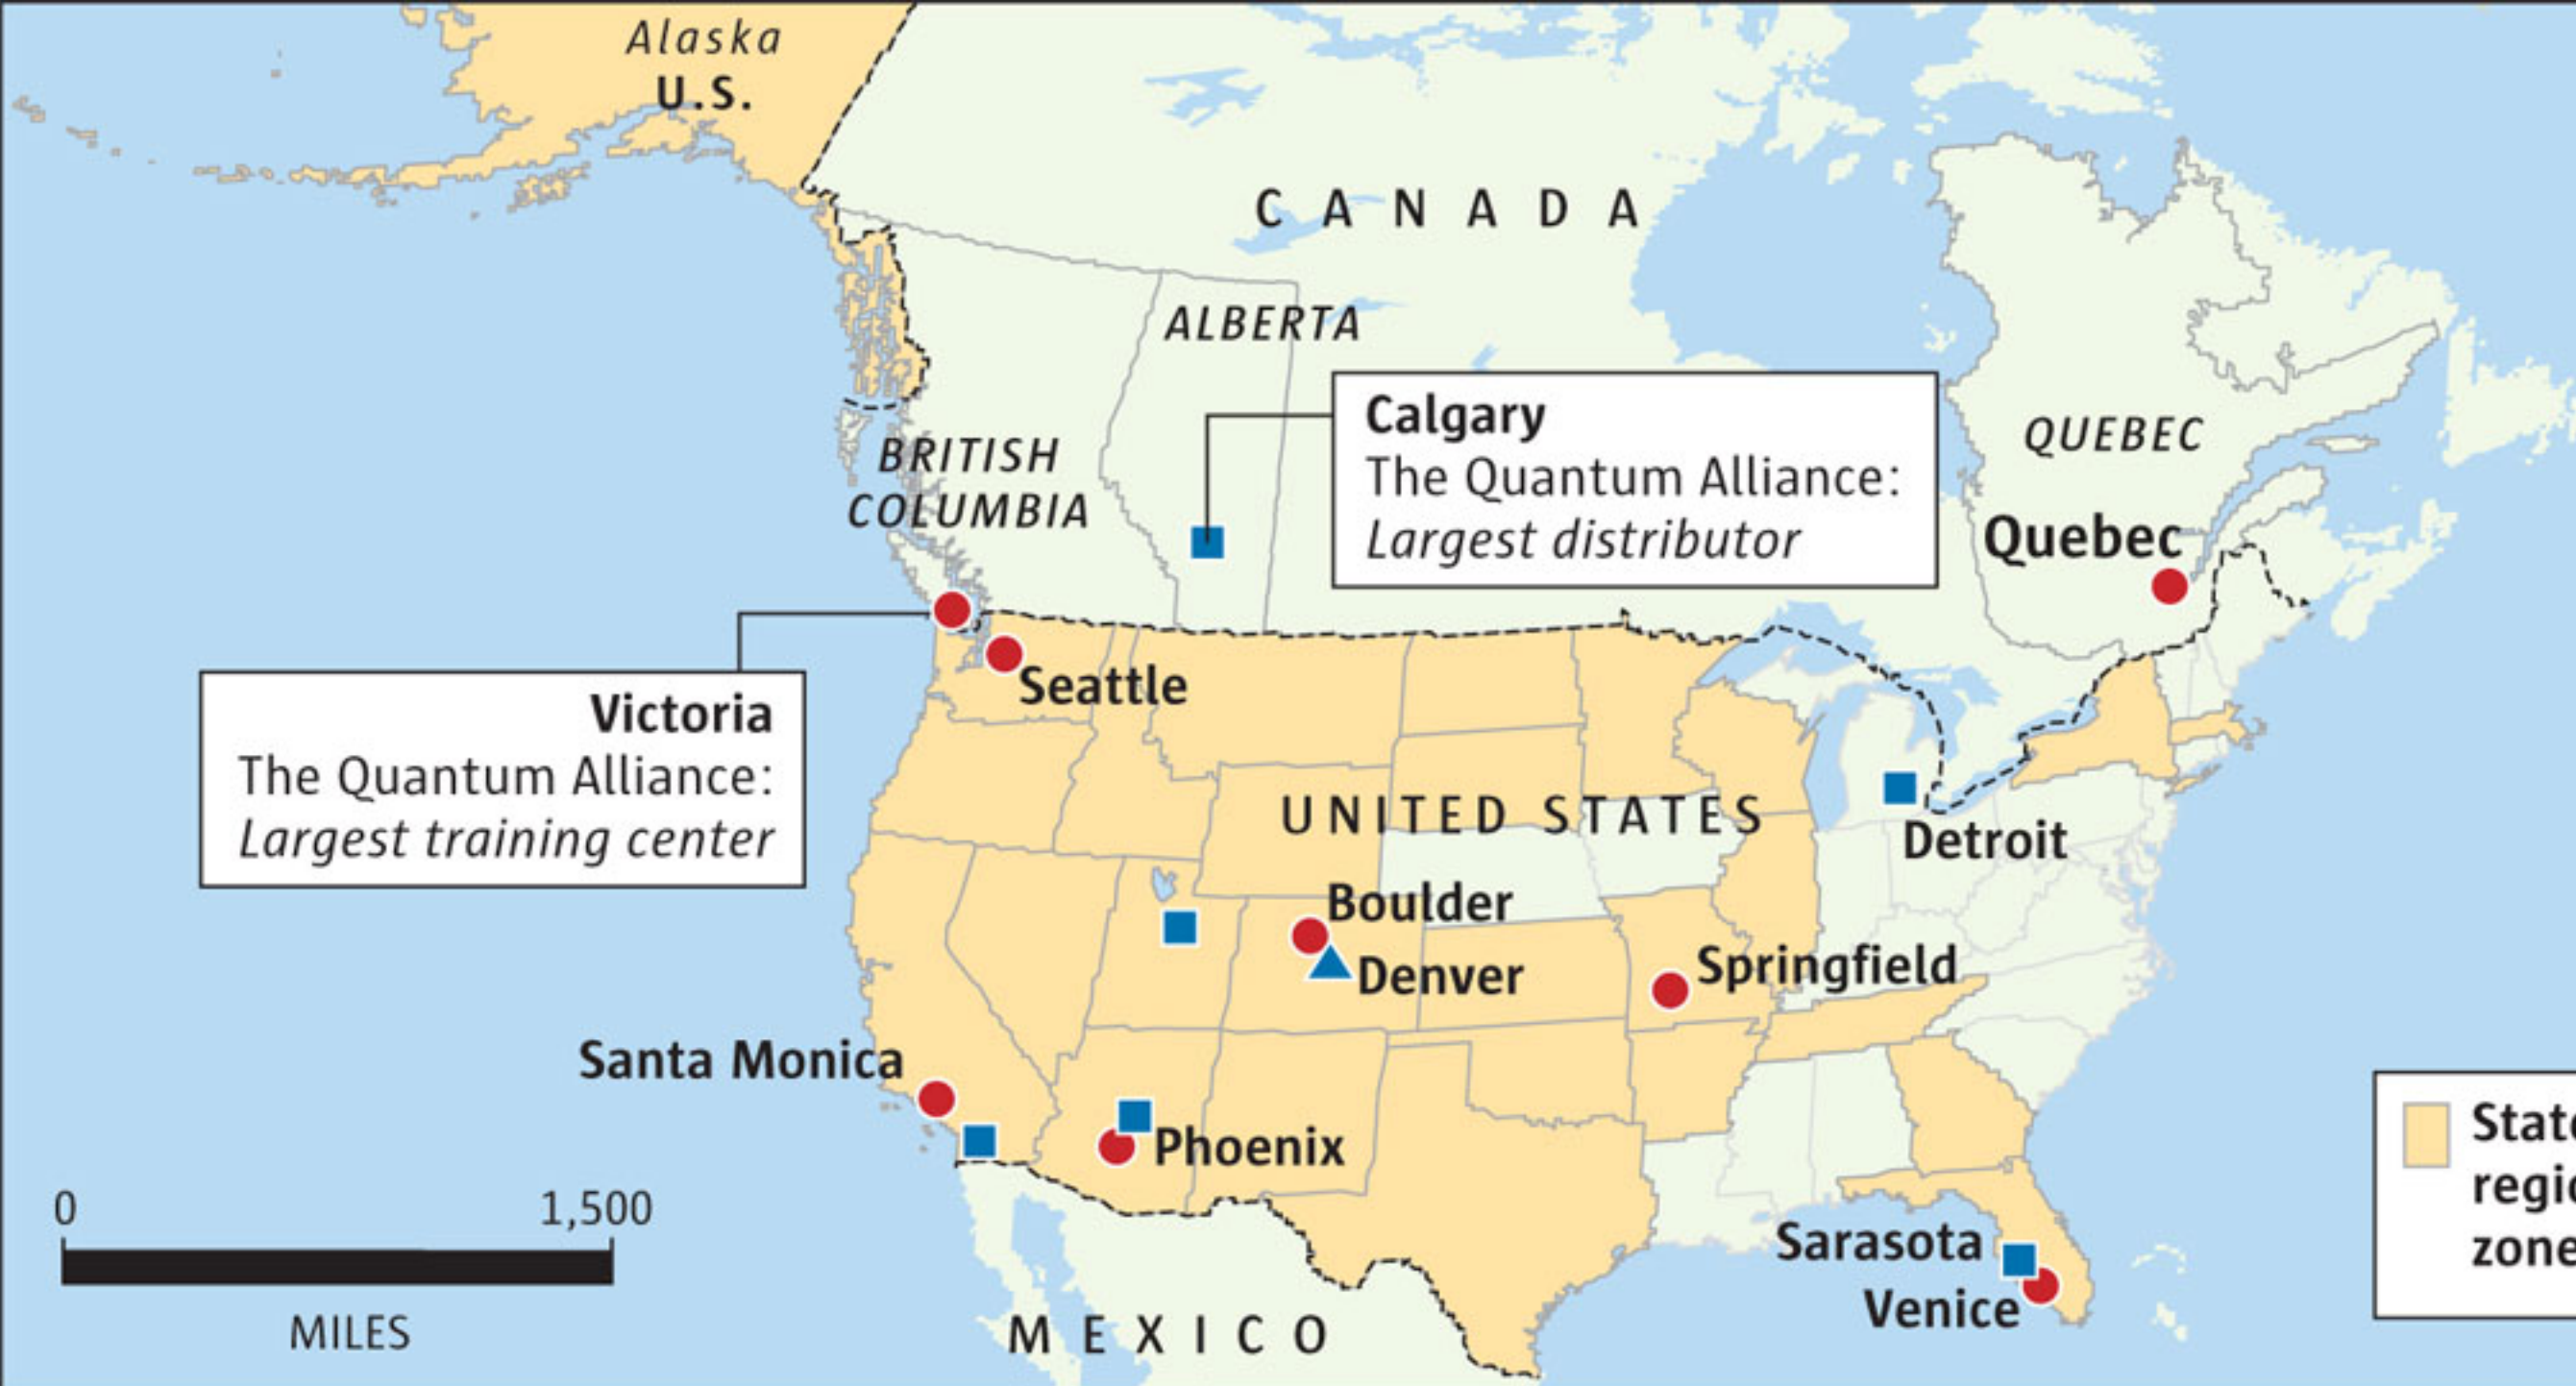 Alaska
U.S.
CANADA
ALBERTA
Calgary
The Quantum Alliance:
Largest distributor
BRITISH
COLUMBIA
QUEBEC
Quebec
Seattle
Victoria
The Quantum Alliance:
Largest training center
UNITED STATES
Detroit
Boulder
Denver
Springfield
Santa Monica
Phoenix
0 1,500
MILES
MEXICO
Sarasota
Venice